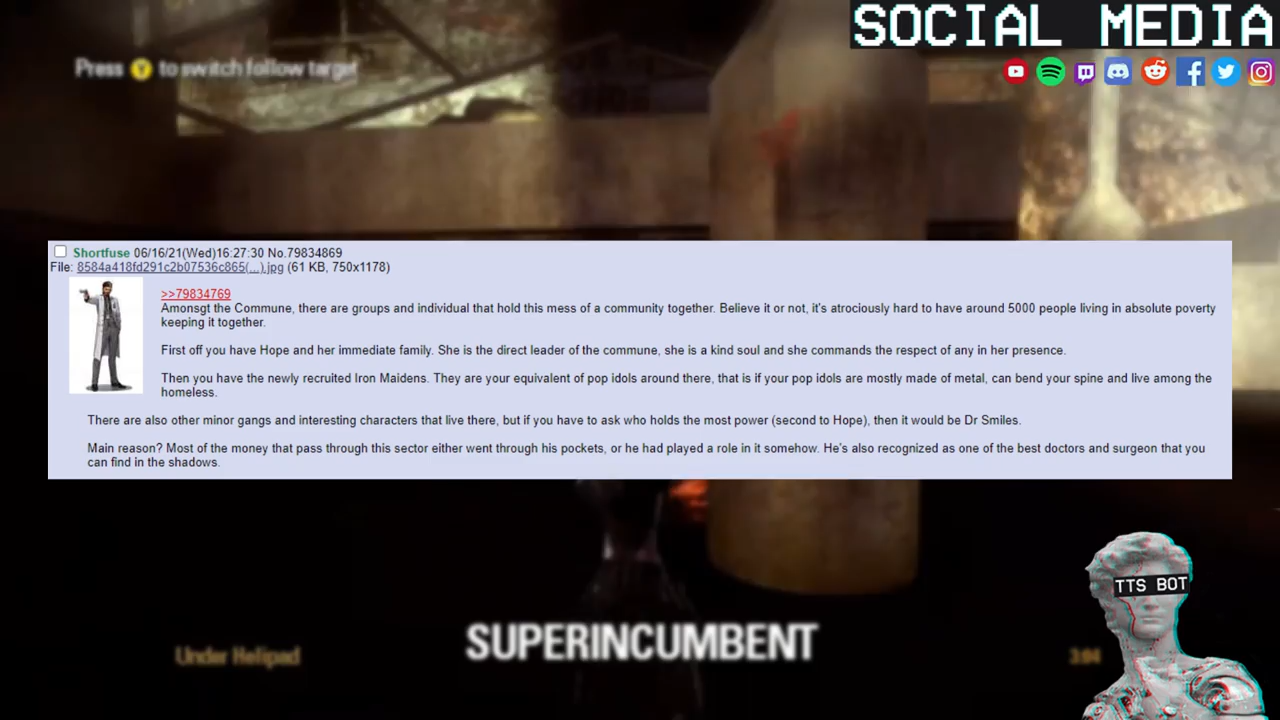 SOCIAL MEDIA
Press Y to switch follow target
Shortfuse 06/16/21(Wed)16:27:30 No.79834869
File: 8584a418fd291c2b07536c865(...).jpg (61 KB, 750x1178)
>>79834769
Amonsgt the Commune, there are groups and individual that hold this mess of a community together. Believe it or not, it's atrociously hard to have around 5000 people living in absolute poverty
keeping it together.
First off you have Hope and her immediate family. She is the direct leader of the commune, she is a kind soul and she commands the respect of any in her presence.
Then you have the newly recruited Iron Maidens. They are your equivalent of pop idols around there, that is if your pop idols are mostly made of metal, can bend your spine and live among the
homeless.
There are also other minor gangs and interesting characters that live there, but if you have to ask who holds the most power (second to Hope), then it would be Dr Smiles.
Main reason? Most of the money that pass through this sector either went through his pockets, or he had played a role in it somehow. He's also recognized as one of the best doctors and surgeon that you
can find in the shadows.
TTS BOT
SUPERINCUMBENT
Under Helipad
3:04